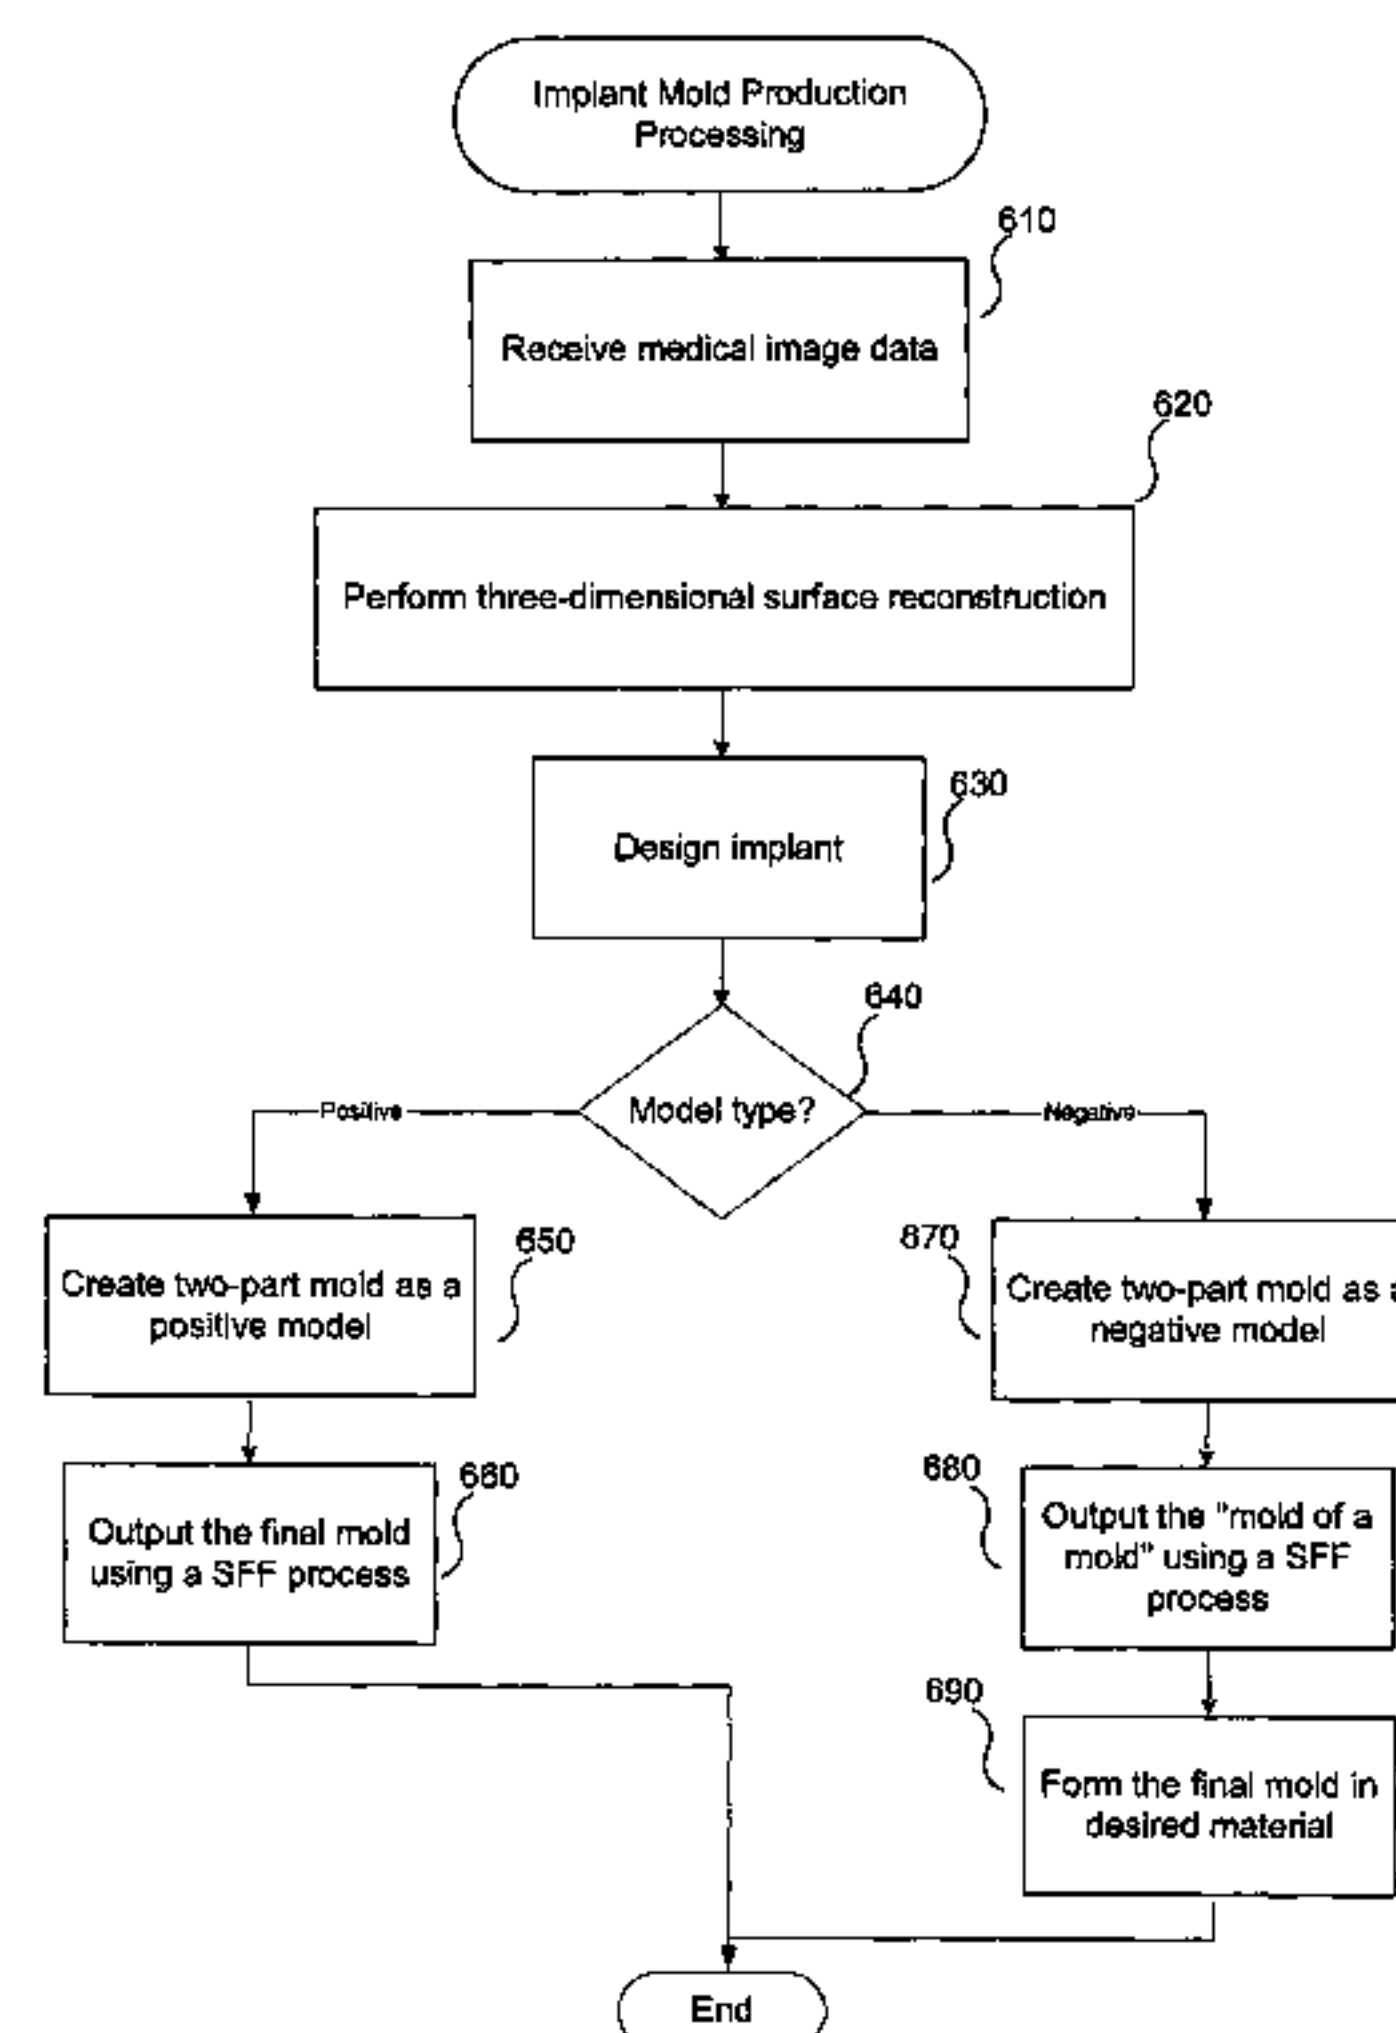 Implant Mold Production
Processing
610
Receive medical image data
620
Perform three-dimensional surface reconstruction
630
Design implant
640
Model type?
Positive
Negative
650
Create two-part mold as a
positive model
670
Create two-part mold as a
negative model
660
Output the final mold
using a SFF process
680
Output the "mold of a
mold" using a SFF
process
690
Form the final mold in
desired material
End